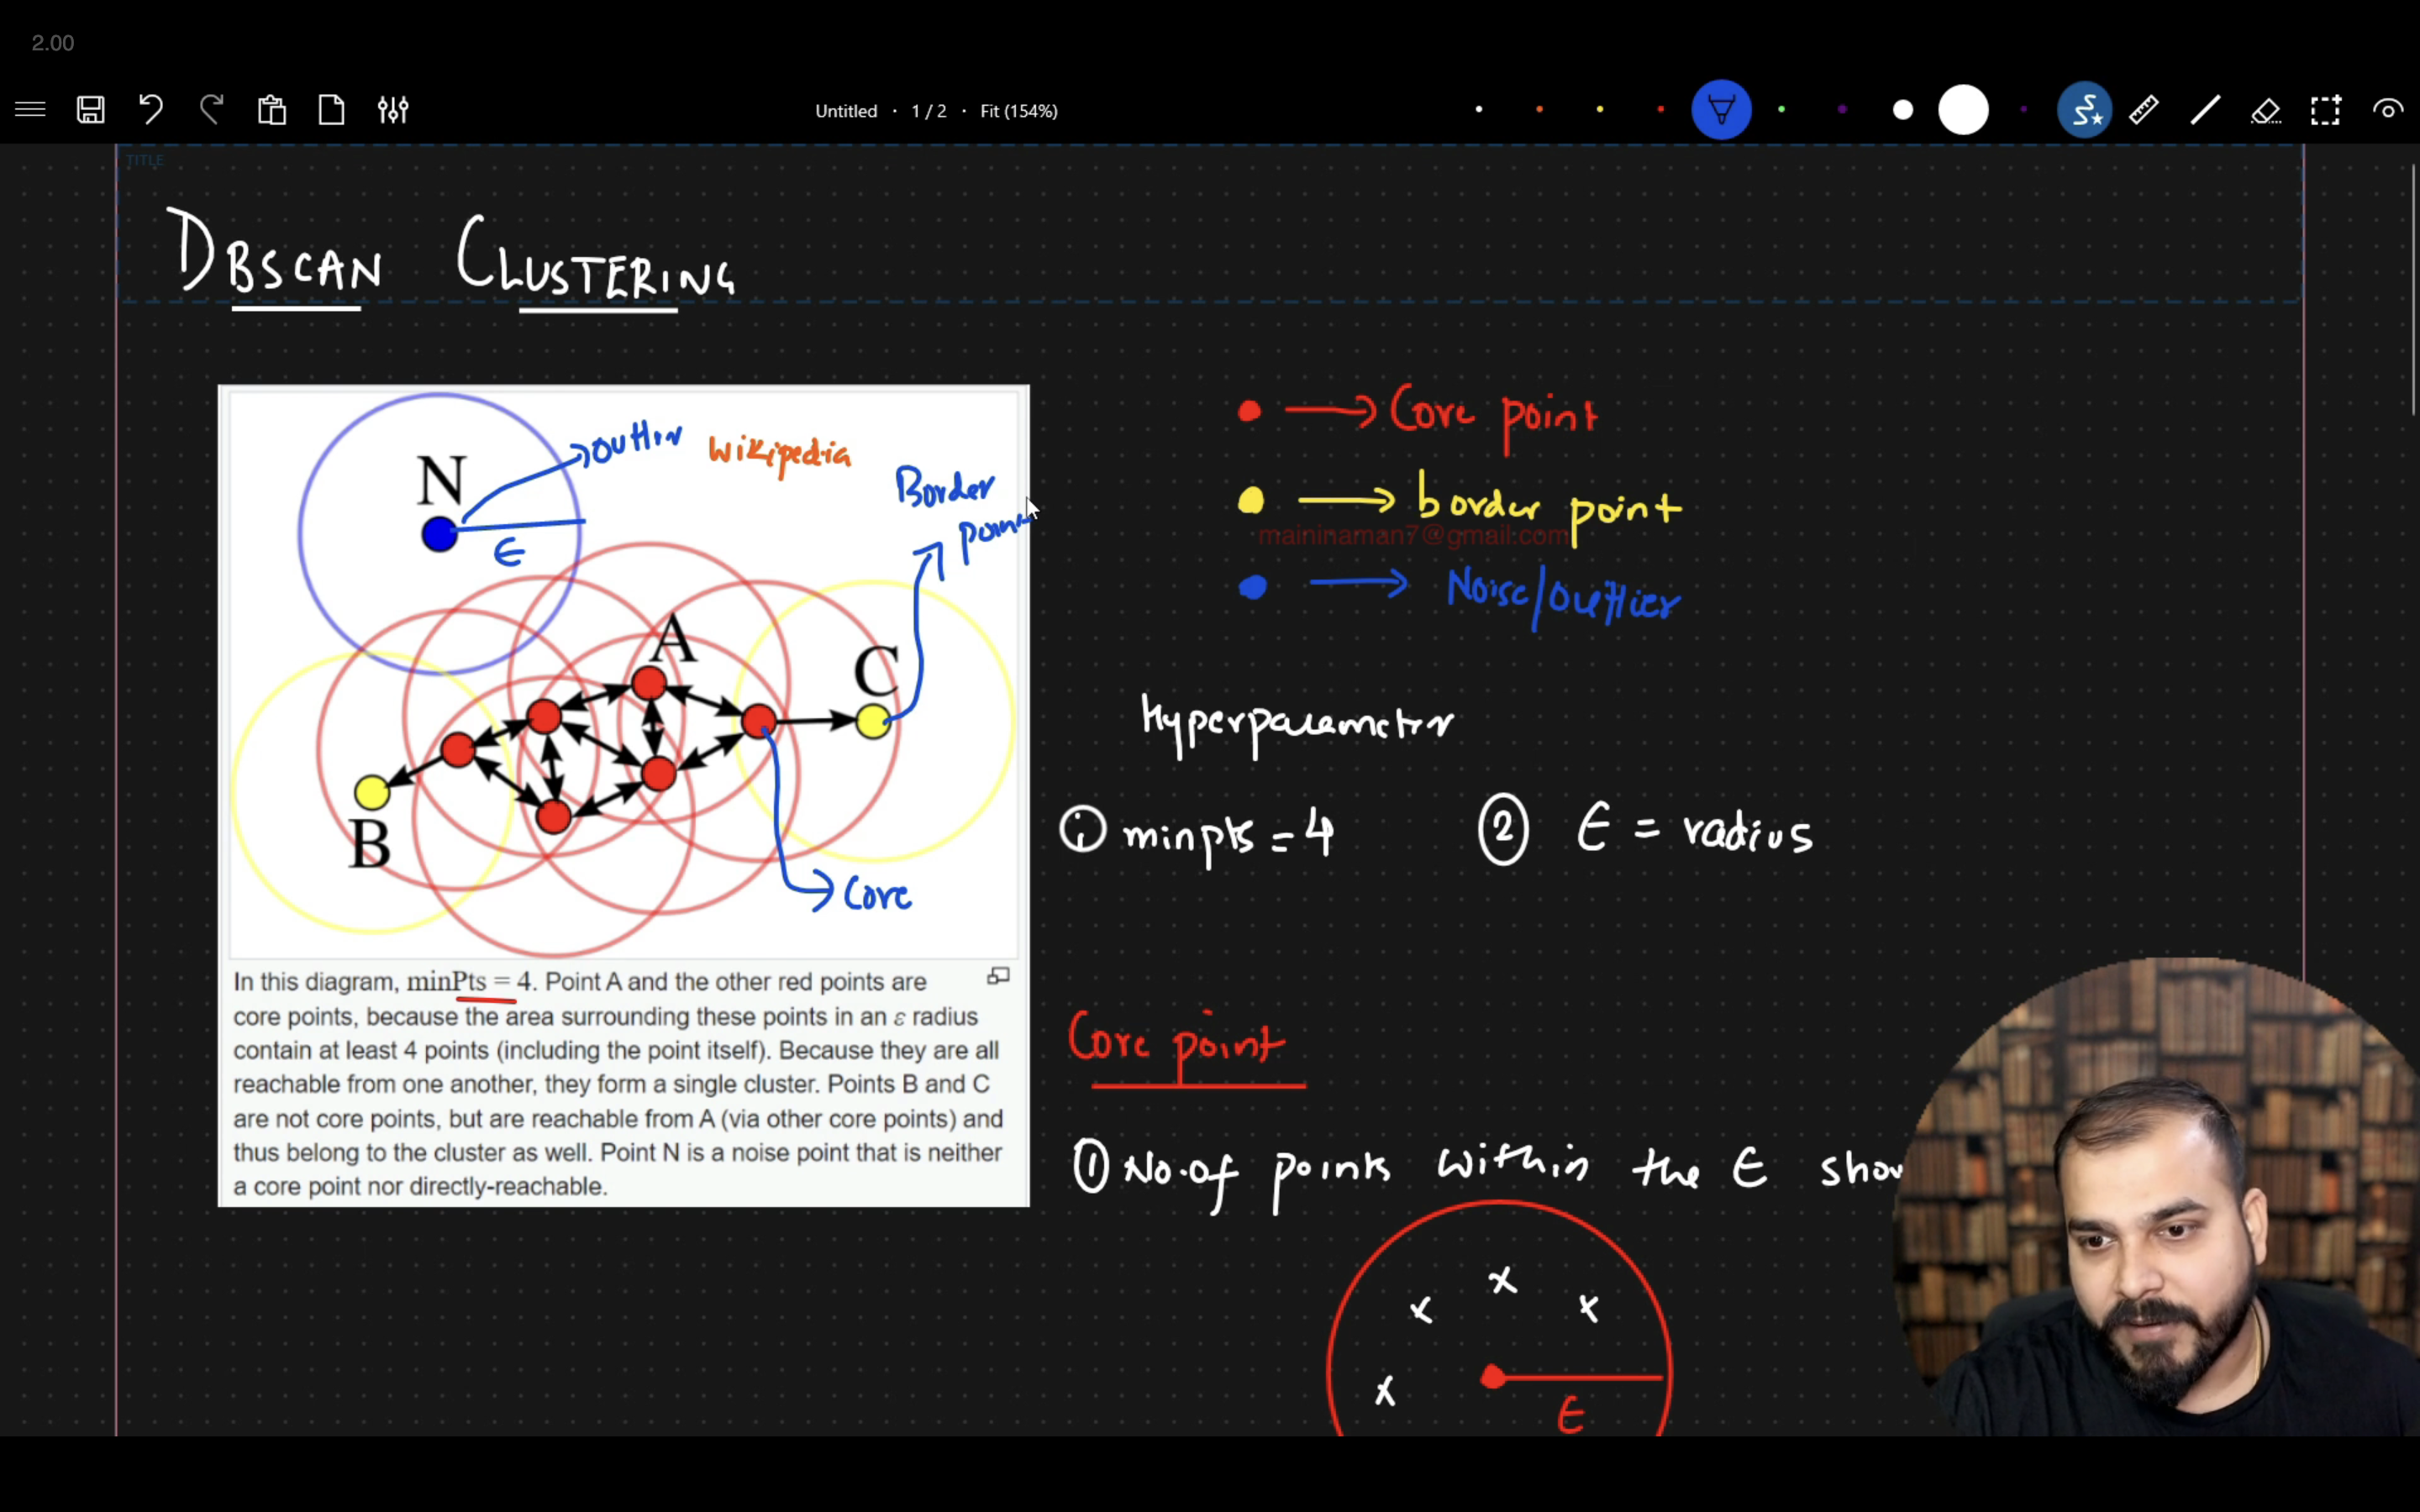 2.00
Untitled · 1 / 2 · Fit (154%)
TITLE
DBSCAN CLUSTERING
N
outlier
Wikipedia
Border
point
Є
A
C
B
Core
In this diagram, minPts = 4. Point A and the other red points are
core points, because the area surrounding these points in an ε radius
contain at least 4 points (including the point itself). Because they are all
reachable from one another, they form a single cluster. Points B and C
are not core points, but are reachable from A (via other core points) and
thus belong to the cluster as well. Point N is a noise point that is neither
a core point nor directly-reachable.
Core point
border point
maininaman7@gmail.com
Noise/outlier
Hyperparameter
① minpts = 4 ② Є = radius
Core point
① No. of points within the Є shou
x x x
x
Є